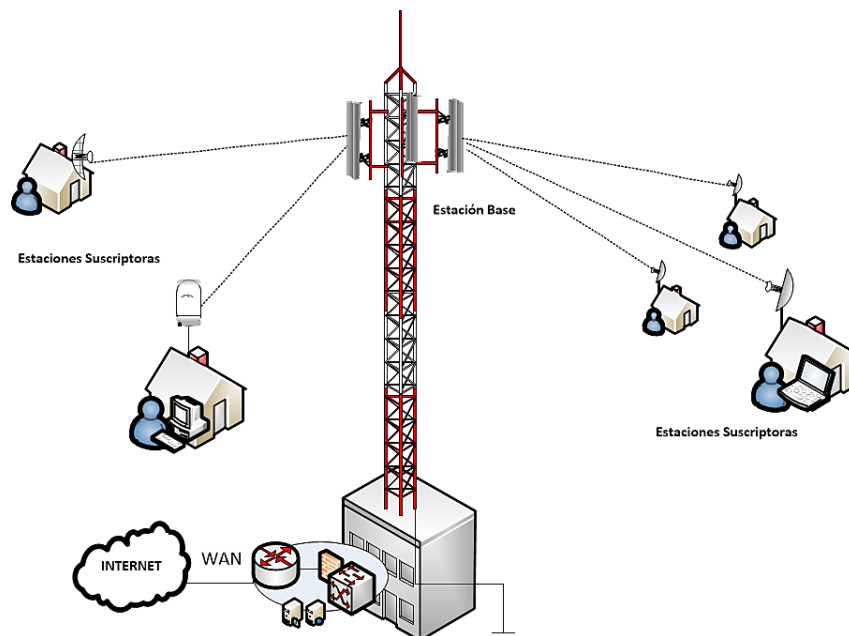 Estación Base
Estaciones Suscriptoras
Estaciones Suscriptoras
WAN
INTERNET